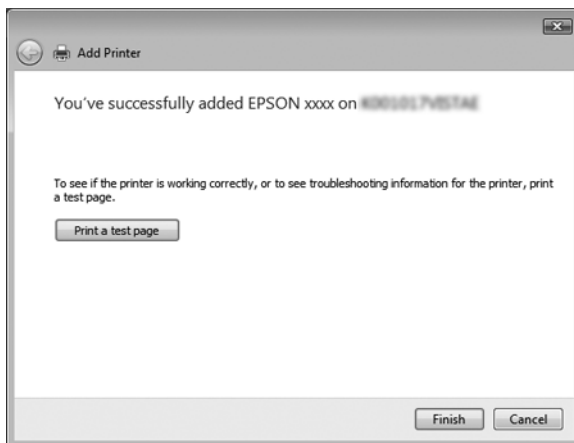 Add Printer
You've successfully added EPSON xxxx on
To see if the printer is working correctly, or to see troubleshooting information for the printer, print
a test page.
Print a test page
Finish
Cancel